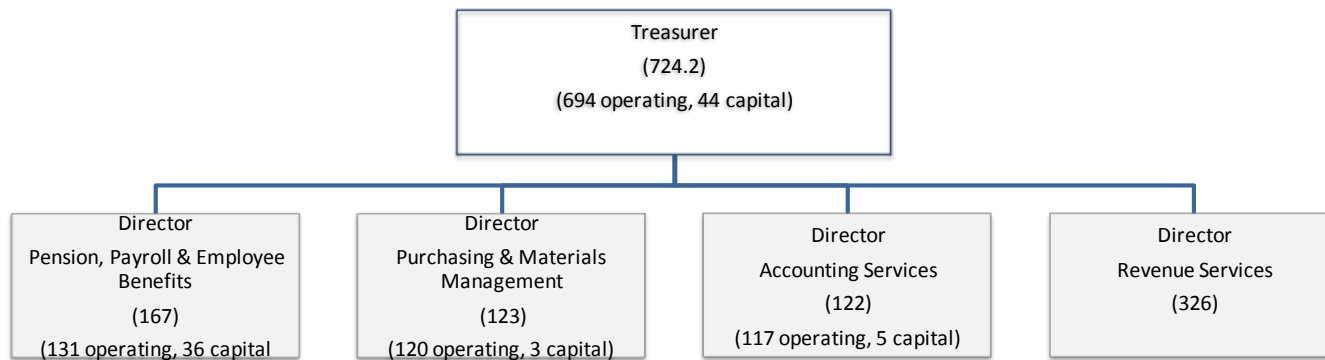 Treasurer
(724.2)
(694 operating, 44 capital)
Director
Pension, Payroll & Employee
Benefits
(167)
(131 operating, 36 capital
Director
Purchasing & Materials
Management
(123)
(120 operating, 3 capital)
Director
Accounting Services
(122)
(117 operating, 5 capital)
Director
Revenue Services
(326)